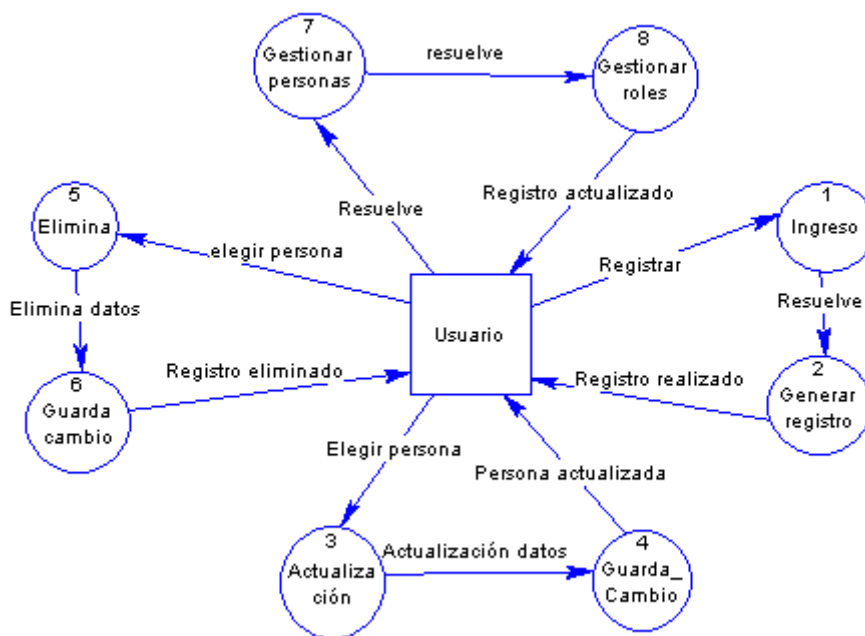 7
Gestionar
personas
resuelve
8
Gestionar
roles
Registro actualizado
Resuelve
5
Elimina
elegir persona
1
Ingreso
Registrar
Elimina datos
Resuelve
Usuario
6
Guarda
cambio
Registro eliminado
Registro realizado
2
Generar
registro
Elegir persona
Persona actualizada
3
Actualiza
ción
Actualización datos
4
Guarda_
Cambio